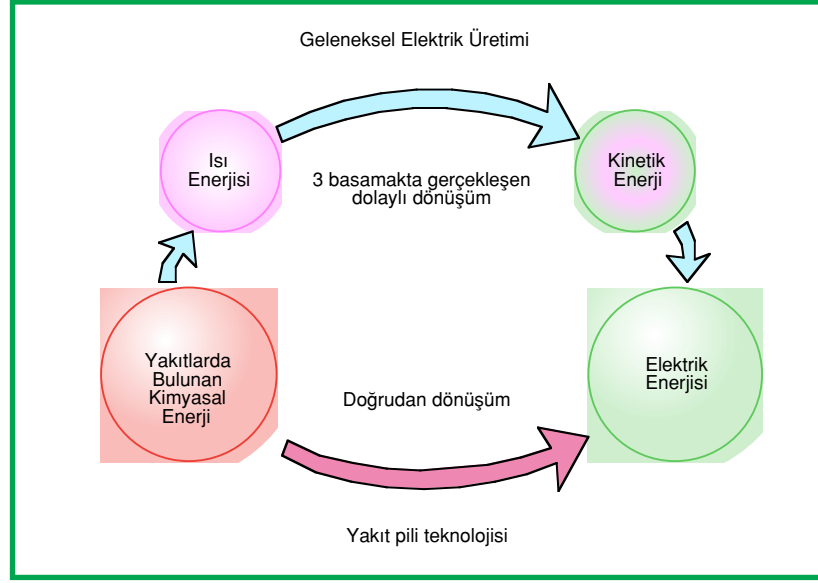 Geleneksel Elektrik Üretimi
Isı
Enerjisi
3 basamakta gerçekleşen
dolaylı dönüşüm
Kinetik
Enerji
Yakıtlarda
Bulunan
Kimyasal
Enerji
Doğrudan dönüşüm
Elektrik
Enerjisi
Yakıt pili teknolojisi